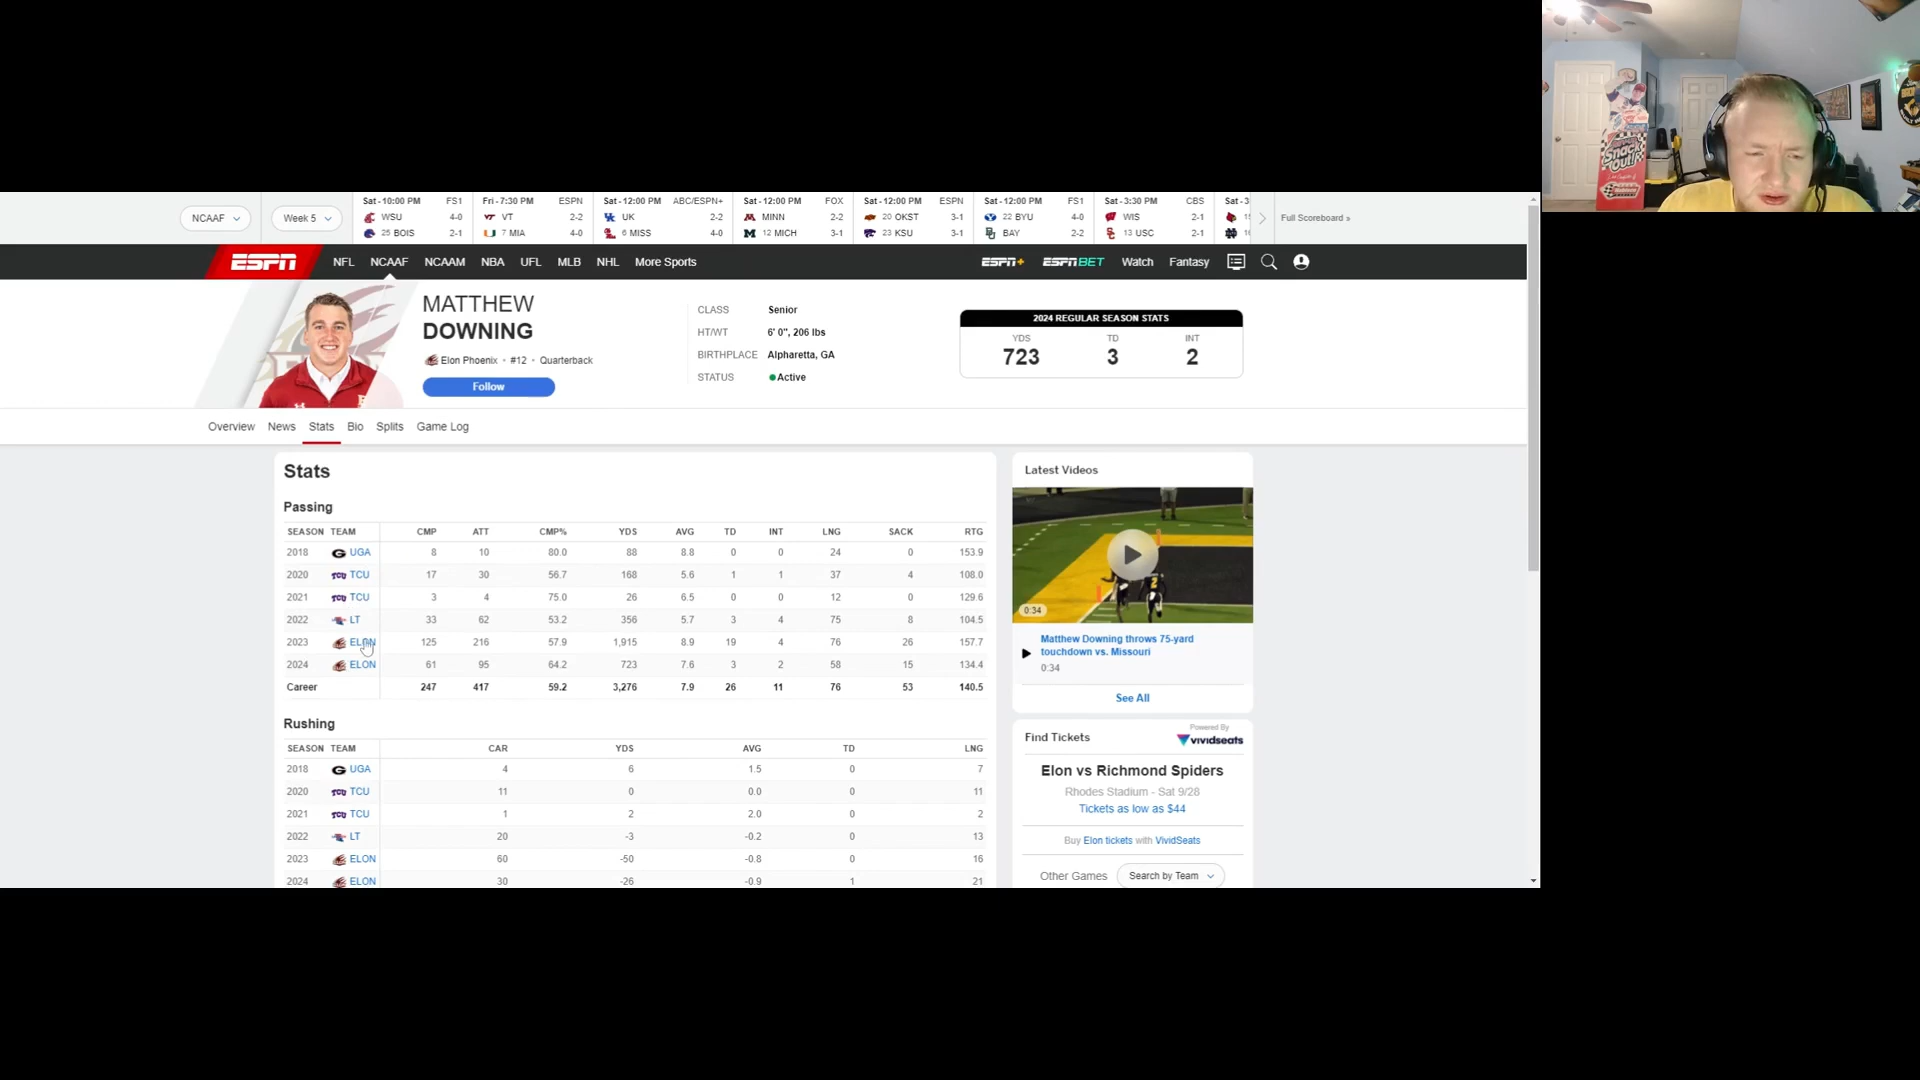 NCAAF
Week 5
Sat - 10:00 PM FS1
WSU 4-0
25 BOIS 2-1
Fri - 7:30 PM ESPN
VT 2-2
7 MIA 4-0
Sat - 12:00 PM ABC/ESPN+
UK 2-2
6 MISS 4-0
Sat - 12:00 PM FOX
MINN 2-2
12 MICH 3-1
Sat - 12:00 PM ESPN
20 OKST 3-1
23 KSU 3-1
Sat - 12:00 PM FS1
22 BYU 4-0
BAY 2-2
Sat - 3:30 PM CBS
WIS 2-1
13 USC 2-1
Sat - 3
Full Scoreboard »
ESPN NFL NCAAF NCAAM NBA UFL MLB NHL More Sports ESPN+ ESPN BET Watch Fantasy
MATTHEW
DOWNING
Elon Phoenix • #12 • Quarterback
Follow
CLASS Senior
HT/WT 6' 0", 206 lbs
BIRTHPLACE Alpharetta, GA
STATUS Active
2024 REGULAR SEASON STATS
YDS TD INT
723 3 2
Overview News Stats Bio Splits Game Log
Stats
Passing
SEASON TEAM CMP ATT CMP% YDS AVG TD INT LNG SACK RTG
2018 G UGA 8 10 80.0 88 8.8 0 0 24 0 153.9
2020 TCU TCU 17 30 56.7 168 5.6 1 1 37 4 108.0
2021 TCU TCU 3 4 75.0 26 6.5 0 0 12 0 129.6
2022 LT 33 62 53.2 356 5.7 3 4 75 8 104.5
2023 ELON 125 216 57.9 1,915 8.9 19 4 76 26 157.7
2024 ELON 61 95 64.2 723 7.6 3 2 58 15 134.4
Career 247 417 59.2 3,276 7.9 26 11 76 53 140.5
Rushing
SEASON TEAM CAR YDS AVG TD LNG
2018 G UGA 4 6 1.5 0 7
2020 TCU TCU 11 0 0.0 0 11
2021 TCU TCU 1 2 2.0 0 2
2022 LT 20 -3 -0.2 0 13
2023 ELON 60 -50 -0.8 0 16
2024 ELON 30 -26 -0.9 1 21
Latest Videos
2
0:34
Matthew Downing throws 75-yard
touchdown vs. Missouri
0:34
See All
Find Tickets
Powered By
vividseats
Elon vs Richmond Spiders
Rhodes Stadium - Sat 9/28
Tickets as low as $44
Buy Elon tickets with VividSeats
Other Games Search by Team
Snack
Out!